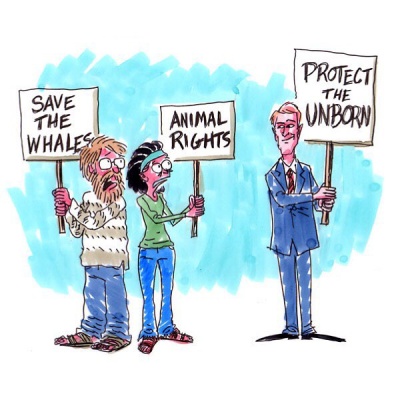 SAVE
THE
WHALES
ANIMAL
RIGHTS
PROTECT
THE
UNBORN